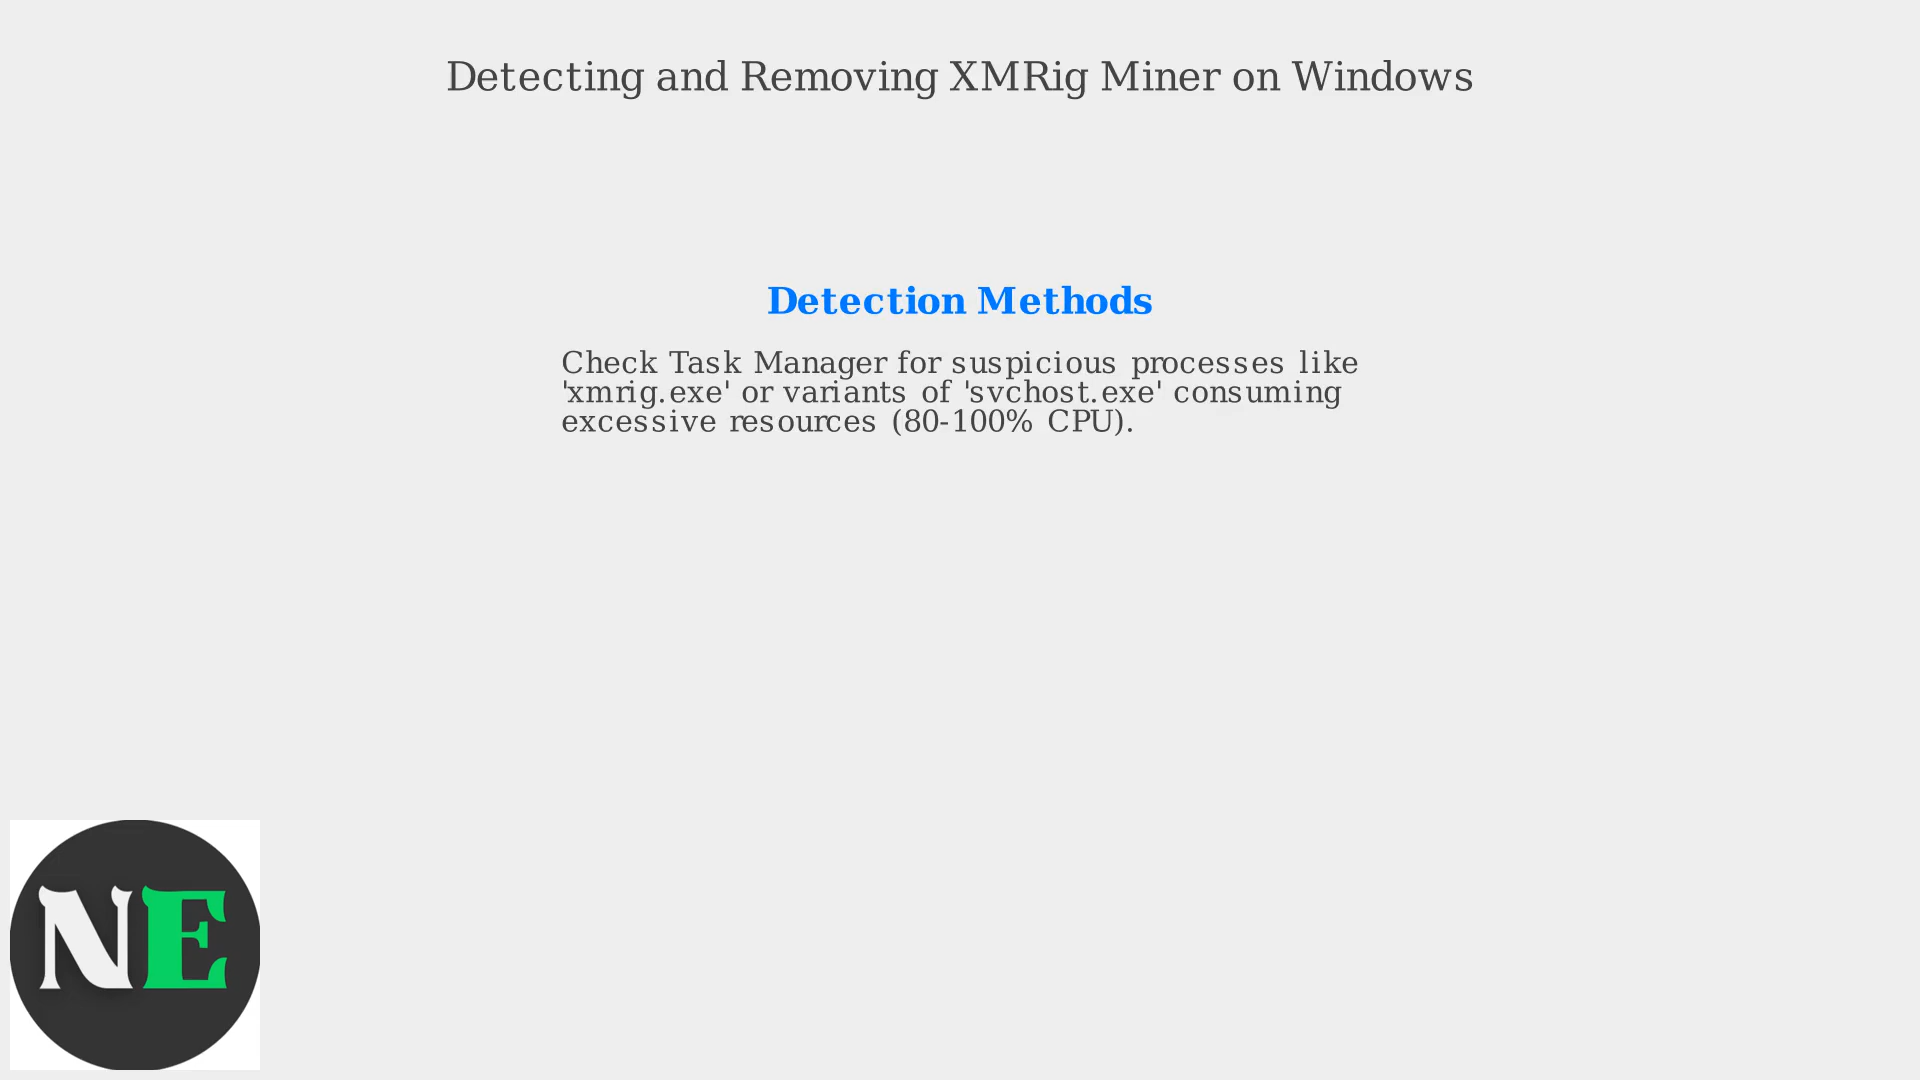 Detecting and Removing XMRig Miner on Windows
Detection Methods
Check Task Manager for suspicious processes like
'xmrig.exe' or variants of 'svchost.exe' consuming
excessive resources (80-100% CPU).
NE